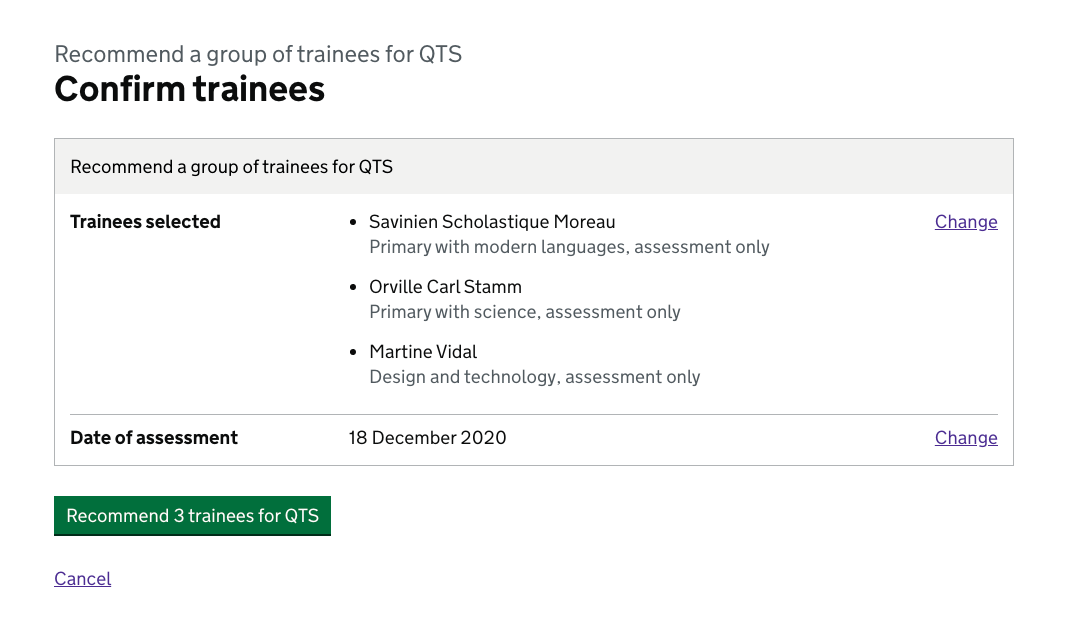 Recommend a group of trainees for QTS
Confirm trainees
Recommend a group of trainees for QTS
Trainees selected
Savinien Scholastique Moreau
Primary with modern languages, assessment only
Orville Carl Stamm
Primary with science, assessment only
Martine Vidal
Design and technology, assessment only
Change
Date of assessment
18 December 2020
Change
Recommend 3 trainees for QTS
Cancel